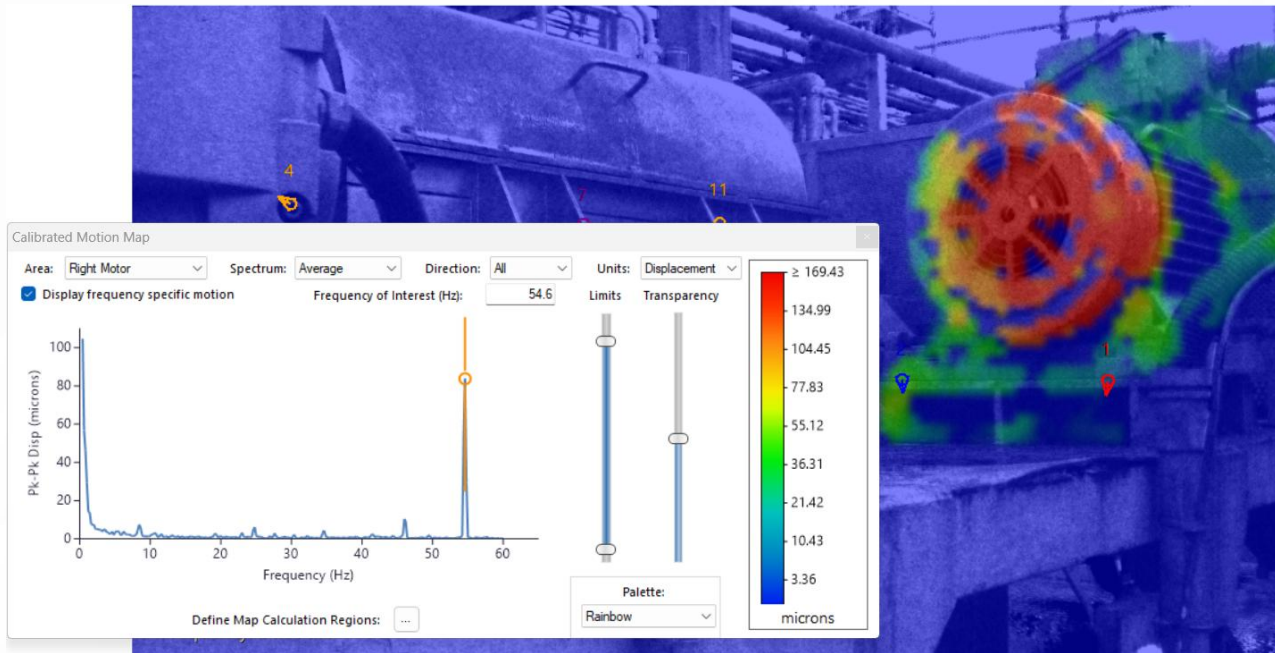 4
7
11
Calibrated Motion Map
Area: Right Motor Spectrum: Average Direction: All Units: Displacement
Display frequency specific motion Frequency of Interest (Hz): 54.6 Limits Transparency
≥ 169.43
134.99
104.45
77.83
55.12
36.31
21.42
10.43
3.36
microns
Pk-Pk Disp (microns)
100
80
60
40
20
0
0 10 20 30 40 50 60
Frequency (Hz)
Define Map Calculation Regions: ...
Palette:
Rainbow
1